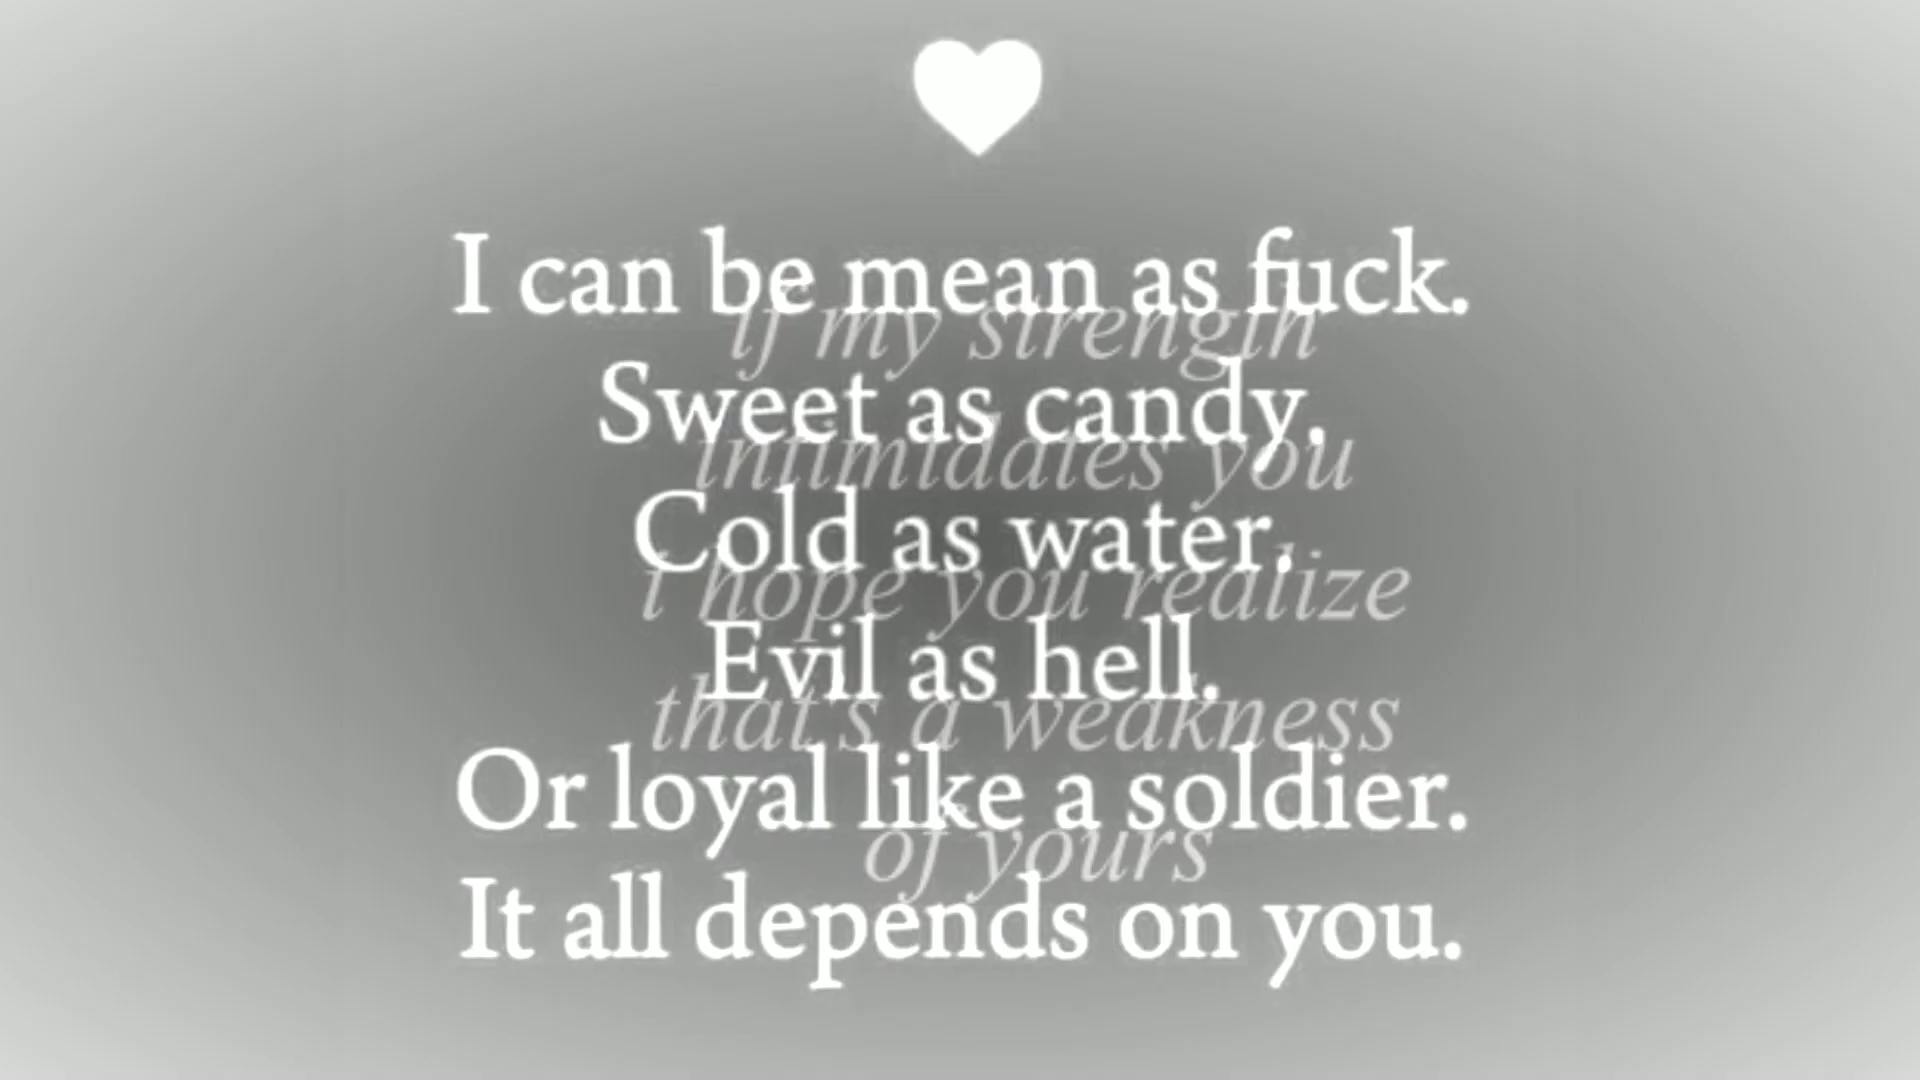 I can be mean as fuck.
if my strength
Sweet as candy.
intimidates you
Cold as water.
i hope you realize
Evil as hell.
that's a weakness
Or loyal like a soldier.
of yours
It all depends on you.